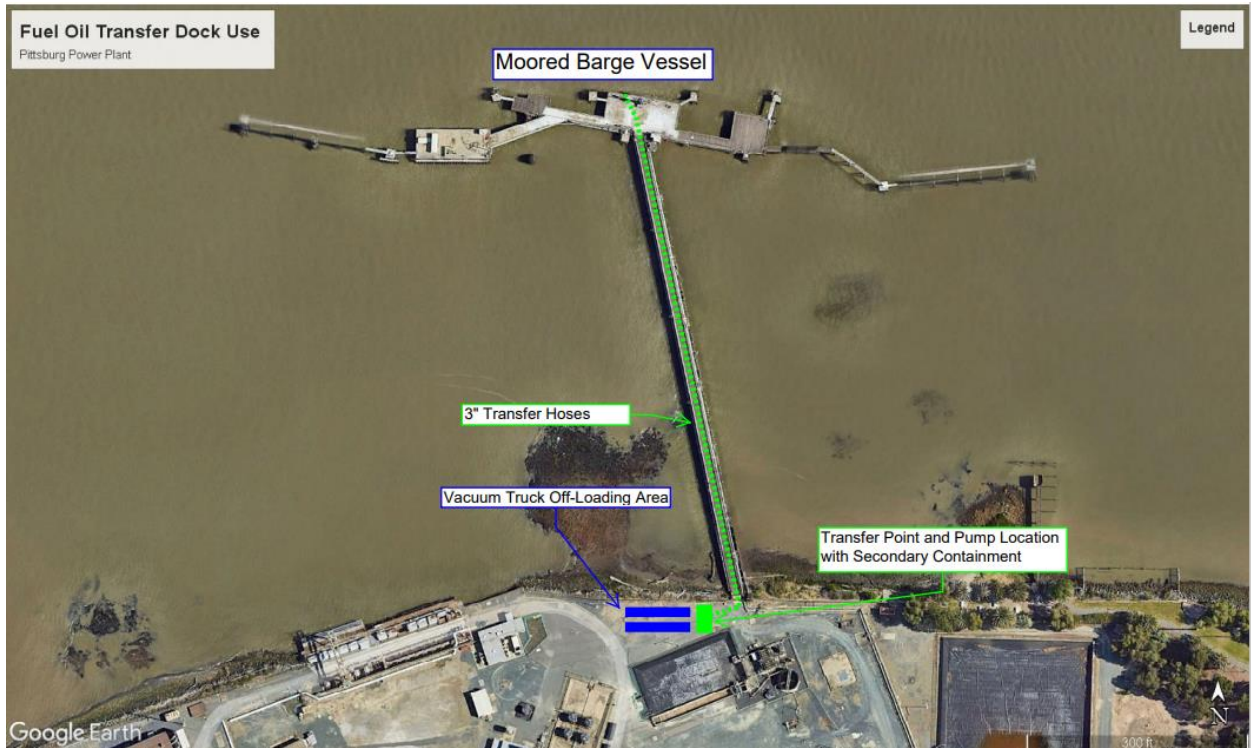 Fuel Oil Transfer Dock Use
Pittsburg Power Plant
Legend
Moored Barge Vessel
3" Transfer Hoses
Vacuum Truck Off-Loading Area
Transfer Point and Pump Location
with Secondary Containment
N
Google Earth
300 ft